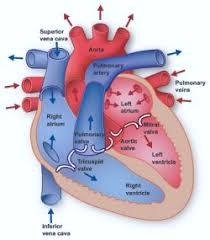 Superior
vena cava
Aorta
Pulmonary
artery
Pulmonary
veins
Left
atrium
Right
atrium
Pulmonary
valve
Mitral
valve
Aortic
valve
Left
ventricle
Tricuspid
valve
Right
ventricle
Inferior
vena cava